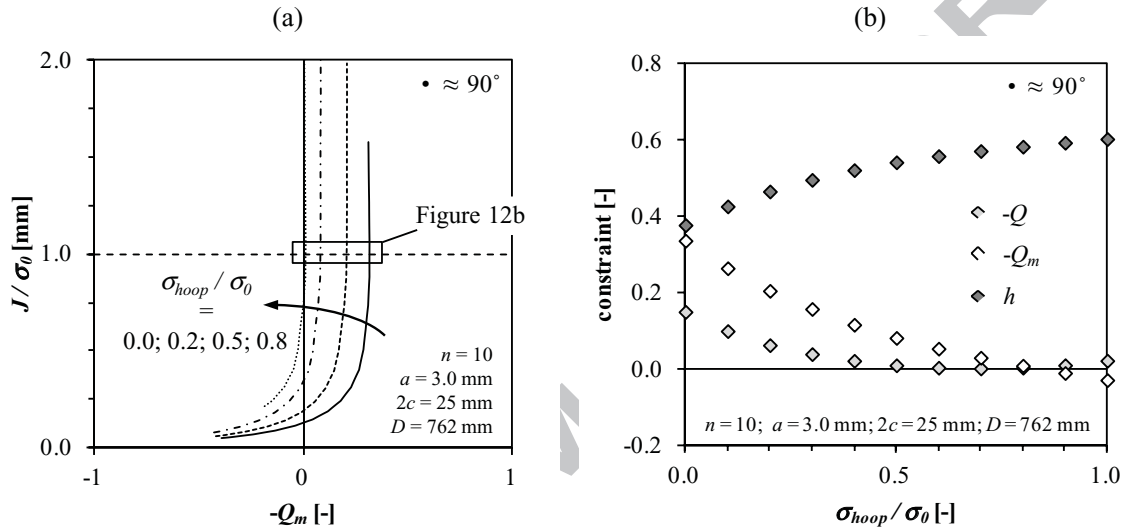 (a)
2.0
• ≈ 90°
J / σ0 [mm]
Figure 12b
1.0
σhoop / σ0
=
0.0; 0.2; 0.5; 0.8
n = 10
a = 3.0 mm
2c = 25 mm
D = 762 mm
0.0
-1
0
1
-Qm [-]
(b)
0.8
• ≈ 90°
0.6
constraint [-]
0.4
-Q
-Qm
h
0.2
0.0
n = 10; a = 3.0 mm; 2c = 25 mm; D = 762 mm
-0.2
0.0
0.5
1.0
σhoop / σ0